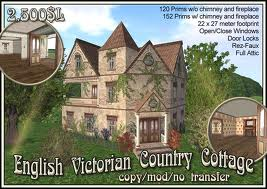 2,500$L
120 Prims w/o chimney and fireplace
152 Prims w/ chimney and fireplace
22 x 27 meter footprint
Open/Close Windows
Door Locks
Rez-Faux
Full Attic
English Victorian Country Cottage
copy/mod/no transfer